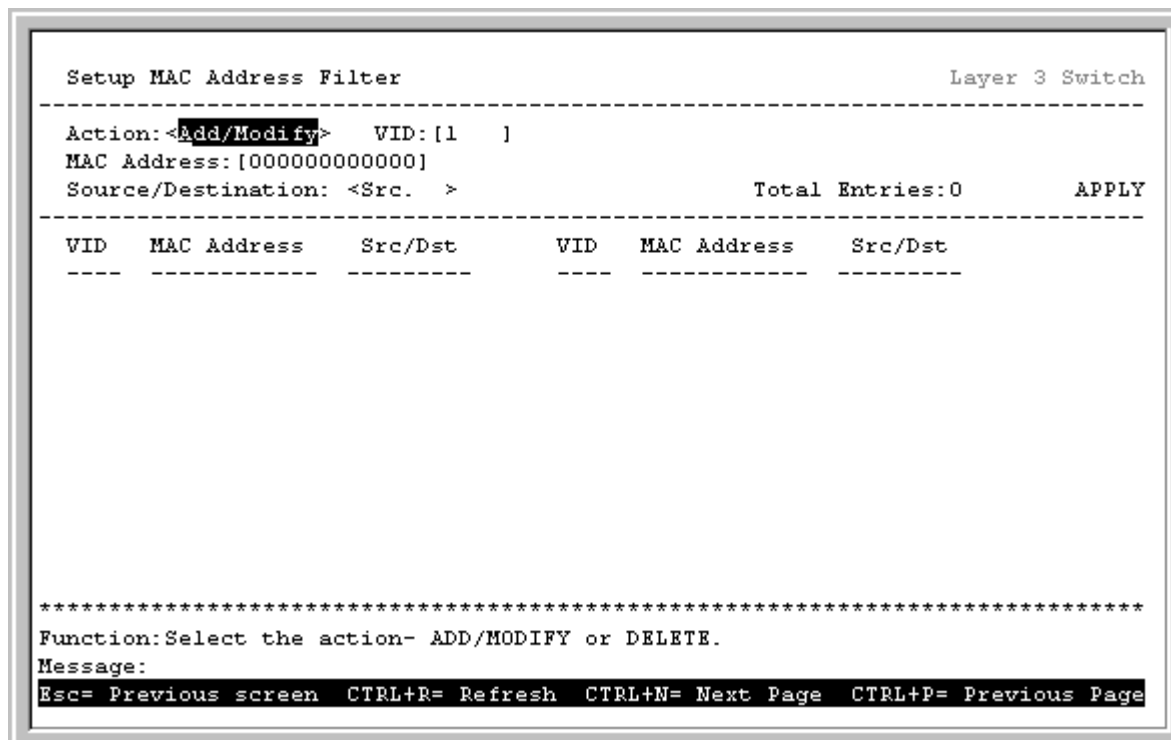 Setup MAC Address Filter Layer 3 Switch
--------------------------------------------------------------------------------
Action:<Add/Modify> VID:[1 ]
MAC Address:[000000000000]
Source/Destination: <Src. > Total Entries:0 APPLY
--------------------------------------------------------------------------------
VID MAC Address Src/Dst VID MAC Address Src/Dst
---- ------------ --------- ---- ------------ ---------
********************************************************************************
Function:Select the action- ADD/MODIFY or DELETE.
Message:
Esc= Previous screen CTRL+R= Refresh CTRL+N= Next Page CTRL+P= Previous Page